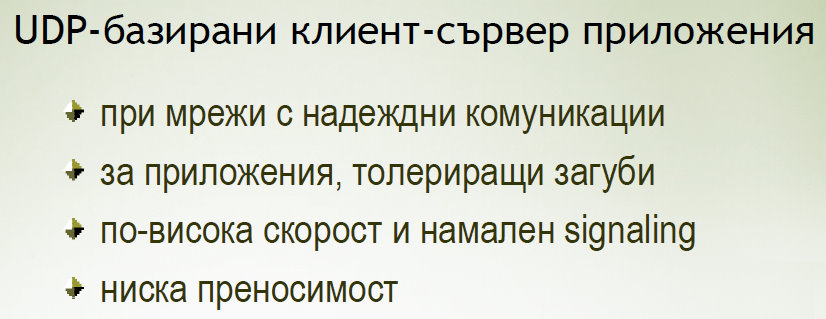 UDP-базирани клиент-сървер приложения
при мрежи с надеждни комуникации
за приложения, толериращи загуби
по-висока скорост и намален signaling
ниска преносимост